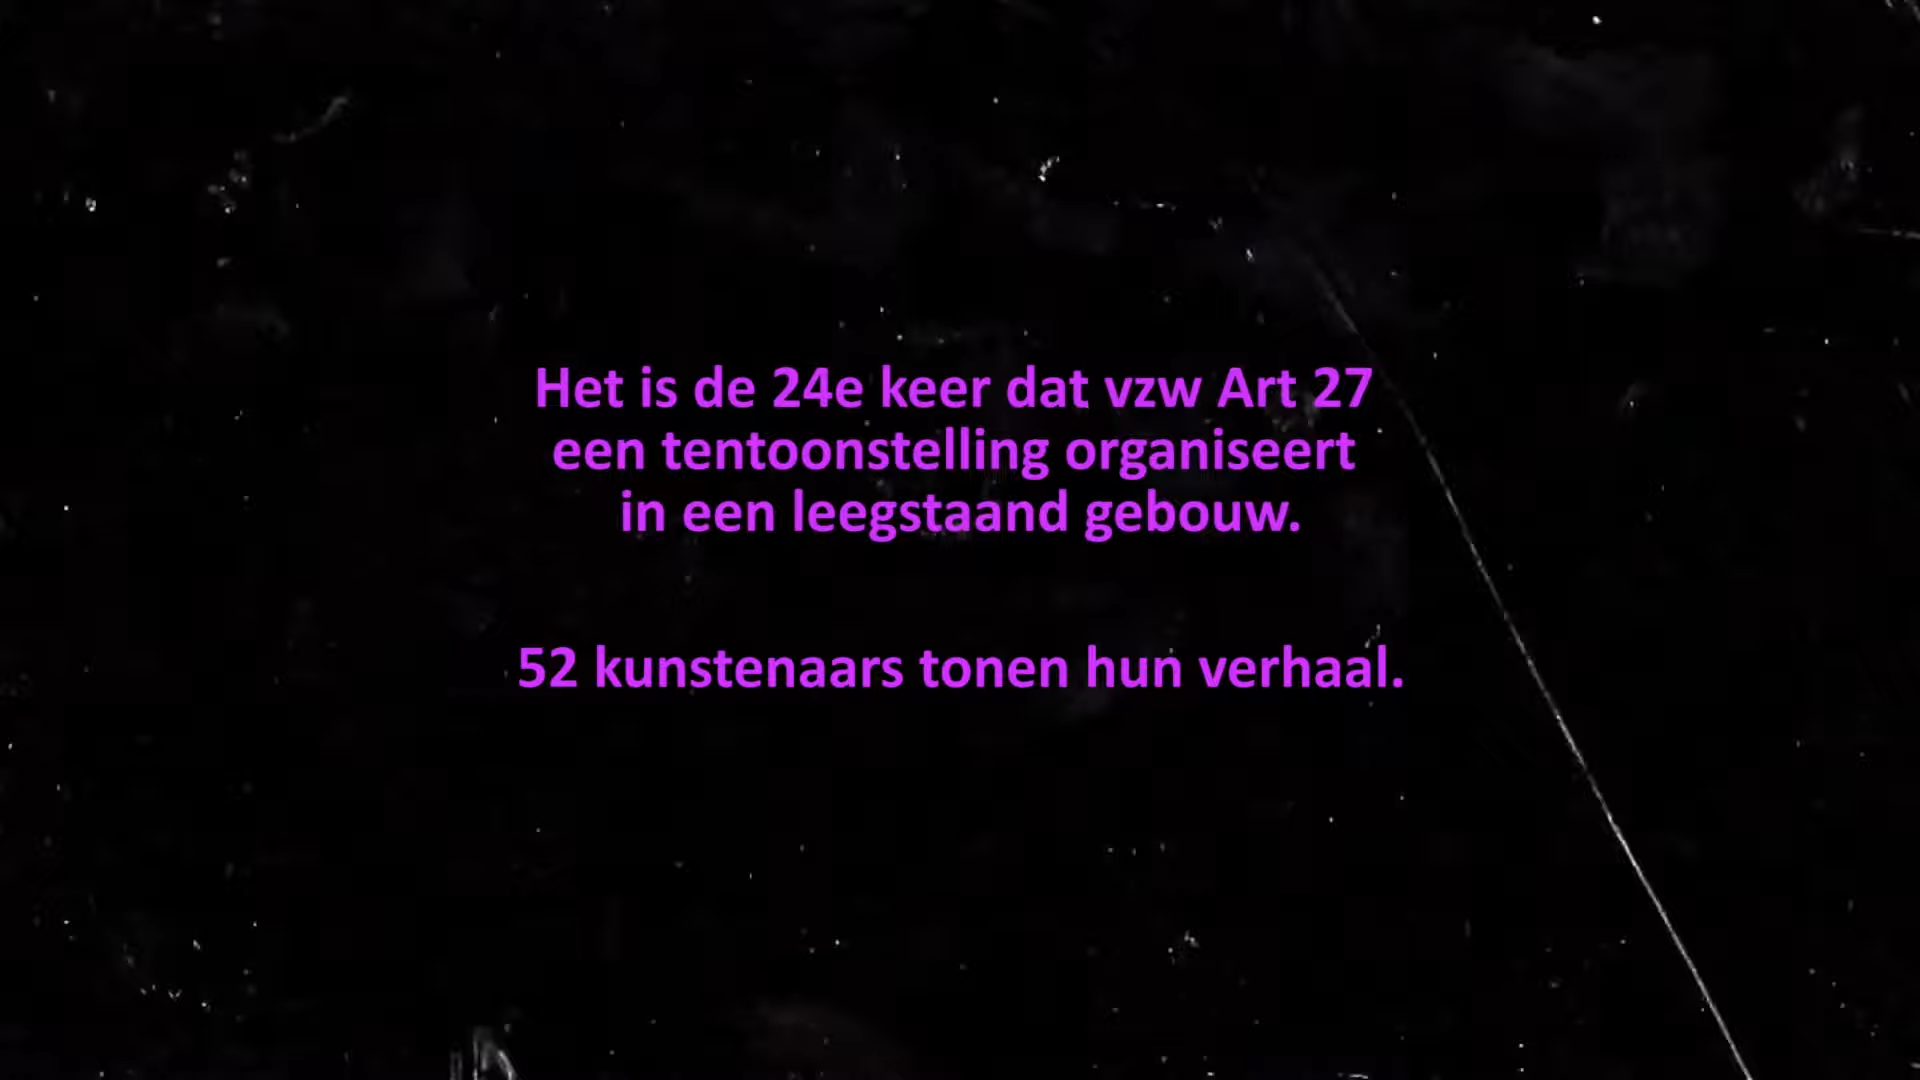 Het is de 24e keer dat vzw Art 27
een tentoonstelling organiseert
in een leegstaand gebouw.
52 kunstenaars tonen hun verhaal.